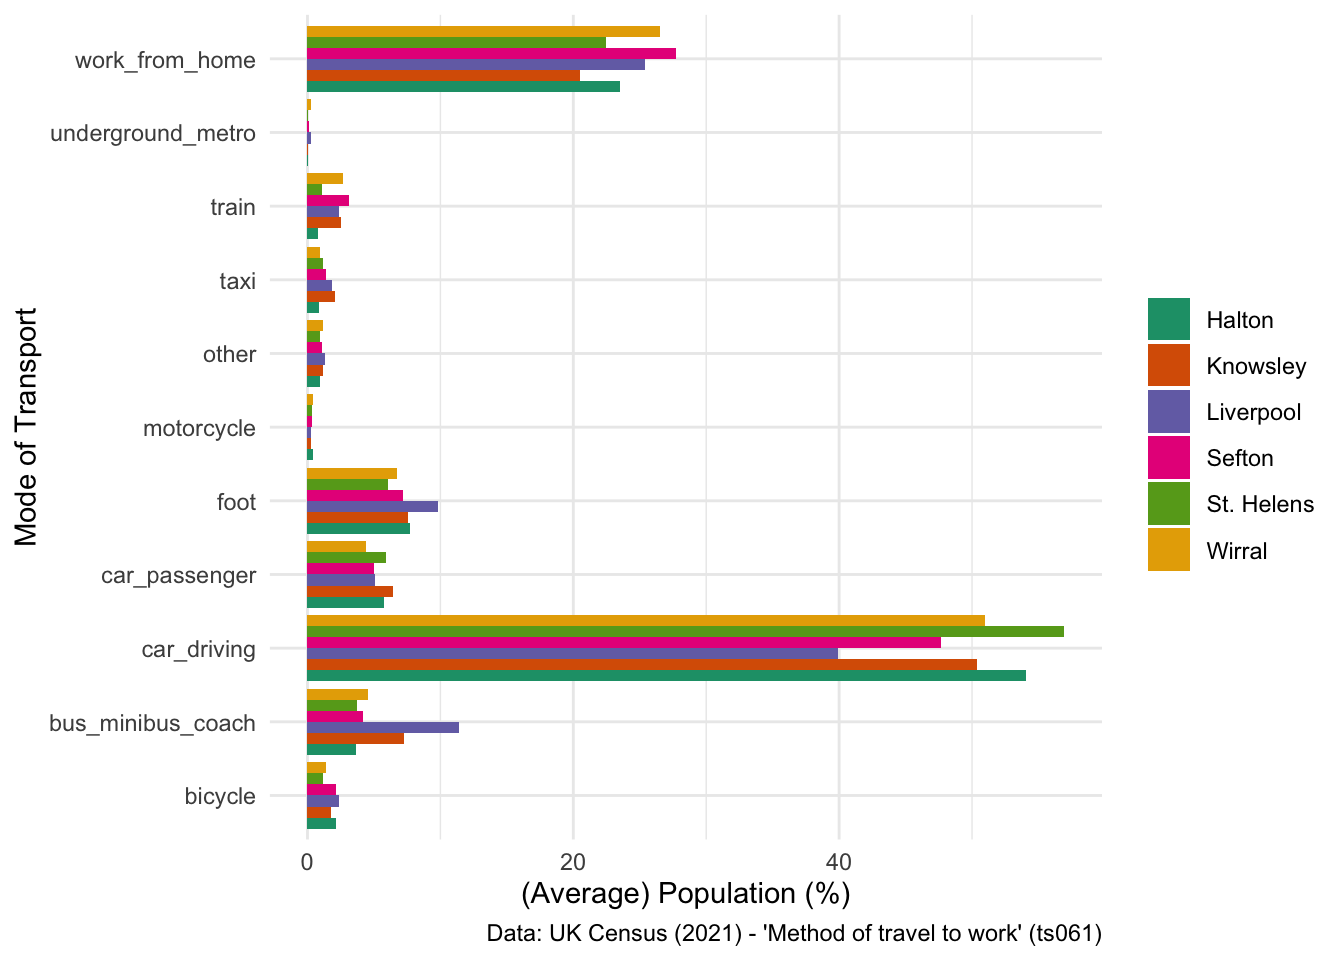 work_from_home
underground_metro
train
taxi
other
motorcycle
foot
car_passenger
car_driving
bus_minibus_coach
bicycle
Mode of Transport
0 20 40
(Average) Population (%)
Data: UK Census (2021) - 'Method of travel to work' (ts061)
Halton
Knowsley
Liverpool
Sefton
St. Helens
Wirral